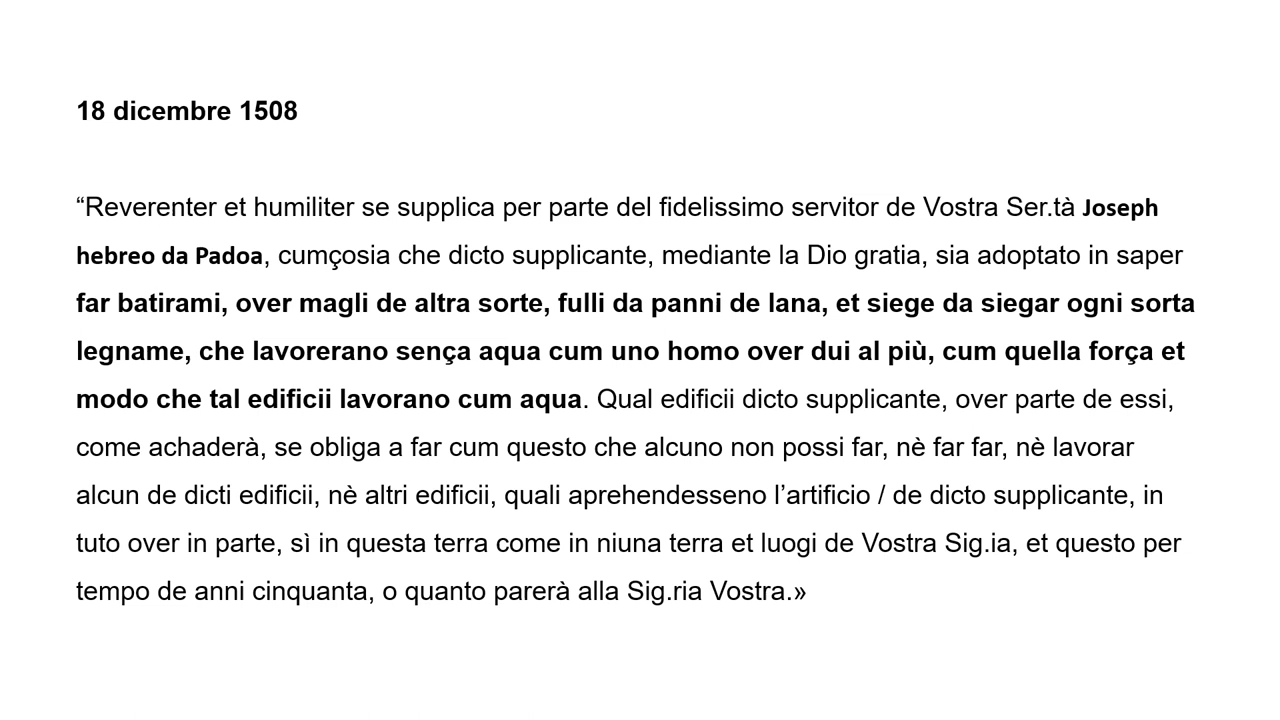 18 dicembre 1508
“Reverenter et humiliter se supplica per parte del fidelissimo servitor de Vostra Ser.tà Joseph
hebreo da Padoa, cumçosia che dicto supplicante, mediante la Dio gratia, sia adoptato in saper
far batirami, over magli de altra sorte, fulli da panni de lana, et siege da siegar ogni sorta
legname, che lavorerano sença aqua cum uno homo over dui al più, cum quella força et
modo che tal edificii lavorano cum aqua. Qual edificii dicto supplicante, over parte de essi,
come achaderà, se obliga a far cum questo che alcuno non possi far, nè far far, nè lavorar
alcun de dicti edificii, nè altri edificii, quali aprehendesseno l’artificio / de dicto supplicante, in
tuto over in parte, sì in questa terra come in niuna terra et luogi de Vostra Sig.ia, et questo per
tempo de anni cinquanta, o quanto parerà alla Sig.ria Vostra.»